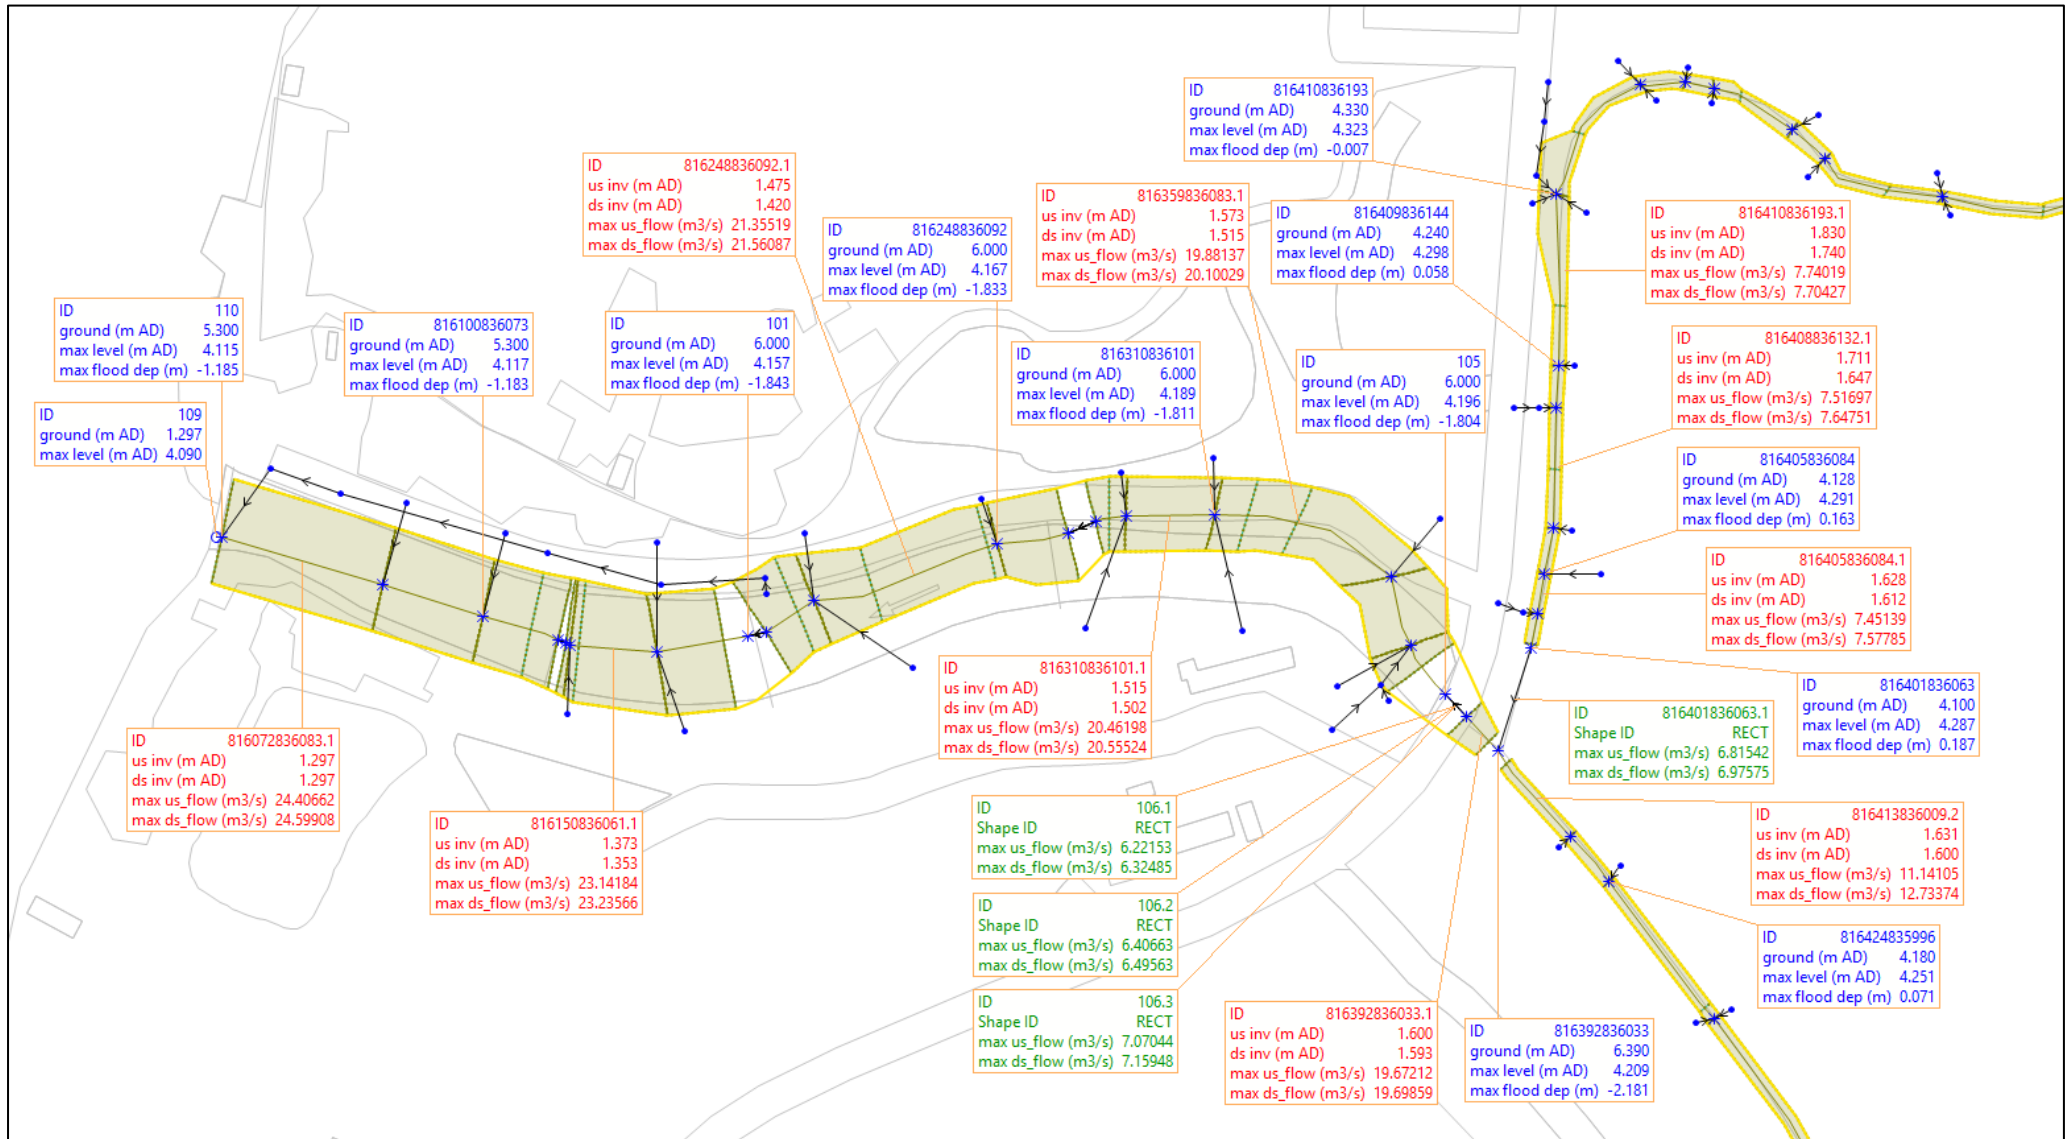 ID 816410836193
ground (m AD) 4.330
max level (m AD) 4.323
max flood dep (m) -0.007
ID 816248836092.1
us inv (m AD) 1.475
ds inv (m AD) 1.420
max us_flow (m3/s) 21.35519
max ds_flow (m3/s) 21.56087
ID 816359836083.1
us inv (m AD) 1.573
ds inv (m AD) 1.515
max us_flow (m3/s) 19.88137
max ds_flow (m3/s) 20.10029
ID 816409836144
ground (m AD) 4.240
max level (m AD) 4.298
max flood dep (m) 0.058
ID 816410836193.1
us inv (m AD) 1.830
ds inv (m AD) 1.740
max us_flow (m3/s) 7.74019
max ds_flow (m3/s) 7.70427
ID 816248836092
ground (m AD) 6.000
max level (m AD) 4.167
max flood dep (m) -1.833
ID 110
ground (m AD) 5.300
max level (m AD) 4.115
max flood dep (m) -1.185
ID 816100836073
ground (m AD) 5.300
max level (m AD) 4.117
max flood dep (m) -1.183
ID 101
ground (m AD) 6.000
max level (m AD) 4.157
max flood dep (m) -1.843
ID 816310836101
ground (m AD) 6.000
max level (m AD) 4.189
max flood dep (m) -1.811
ID 105
ground (m AD) 6.000
max level (m AD) 4.196
max flood dep (m) -1.804
ID 816408836132.1
us inv (m AD) 1.711
ds inv (m AD) 1.647
max us_flow (m3/s) 7.51697
max ds_flow (m3/s) 7.64751
ID 109
ground (m AD) 1.297
max level (m AD) 4.090
ID 816405836084
ground (m AD) 4.128
max level (m AD) 4.291
max flood dep (m) 0.163
ID 816405836084.1
us inv (m AD) 1.628
ds inv (m AD) 1.612
max us_flow (m3/s) 7.45139
max ds_flow (m3/s) 7.57785
ID 816310836101.1
us inv (m AD) 1.515
ds inv (m AD) 1.502
max us_flow (m3/s) 20.46198
max ds_flow (m3/s) 20.55524
ID 816401836063
ground (m AD) 4.100
max level (m AD) 4.287
max flood dep (m) 0.187
ID 816401836063.1
Shape ID RECT
max us_flow (m3/s) 6.81542
max ds_flow (m3/s) 6.97575
ID 816072836083.1
us inv (m AD) 1.297
ds inv (m AD) 1.297
max us_flow (m3/s) 24.40662
max ds_flow (m3/s) 24.59908
ID 816150836061.1
us inv (m AD) 1.373
ds inv (m AD) 1.353
max us_flow (m3/s) 23.14184
max ds_flow (m3/s) 23.23566
ID 106.1
Shape ID RECT
max us_flow (m3/s) 6.22153
max ds_flow (m3/s) 6.32485
ID 816413836009.2
us inv (m AD) 1.631
ds inv (m AD) 1.600
max us_flow (m3/s) 11.14105
max ds_flow (m3/s) 12.73374
ID 106.2
Shape ID RECT
max us_flow (m3/s) 6.40663
max ds_flow (m3/s) 6.49563
ID 816424835996
ground (m AD) 4.180
max level (m AD) 4.251
max flood dep (m) 0.071
ID 106.3
Shape ID RECT
max us_flow (m3/s) 7.07044
max ds_flow (m3/s) 7.15948
ID 816392836033.1
us inv (m AD) 1.600
ds inv (m AD) 1.593
max us_flow (m3/s) 19.67212
max ds_flow (m3/s) 19.69859
ID 816392836033
ground (m AD) 6.390
max level (m AD) 4.209
max flood dep (m) -2.181